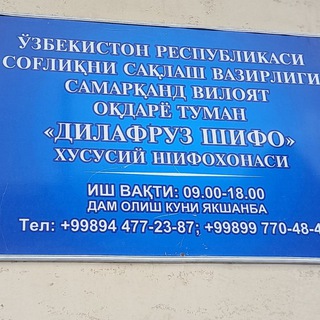 ЎЗБЕКИСТОН РЕСПУБЛИКАСИ
СОҒЛИҚНИ САҚЛАШ ВАЗИРЛИГИ
САМАРҚАНД ВИЛОЯТ
ОҚДАРЁ ТУМАН
«ДИЛАФРУЗ ШИФО»
ХУСУСИЙ ШИФОХОНАСИ
ИШ ВАҚТИ: 09.00-18.00
ДАМ ОЛИШ КУНИ ЯКШАНБА
Тел: +99894 477-23-87; +99899 770-48-4